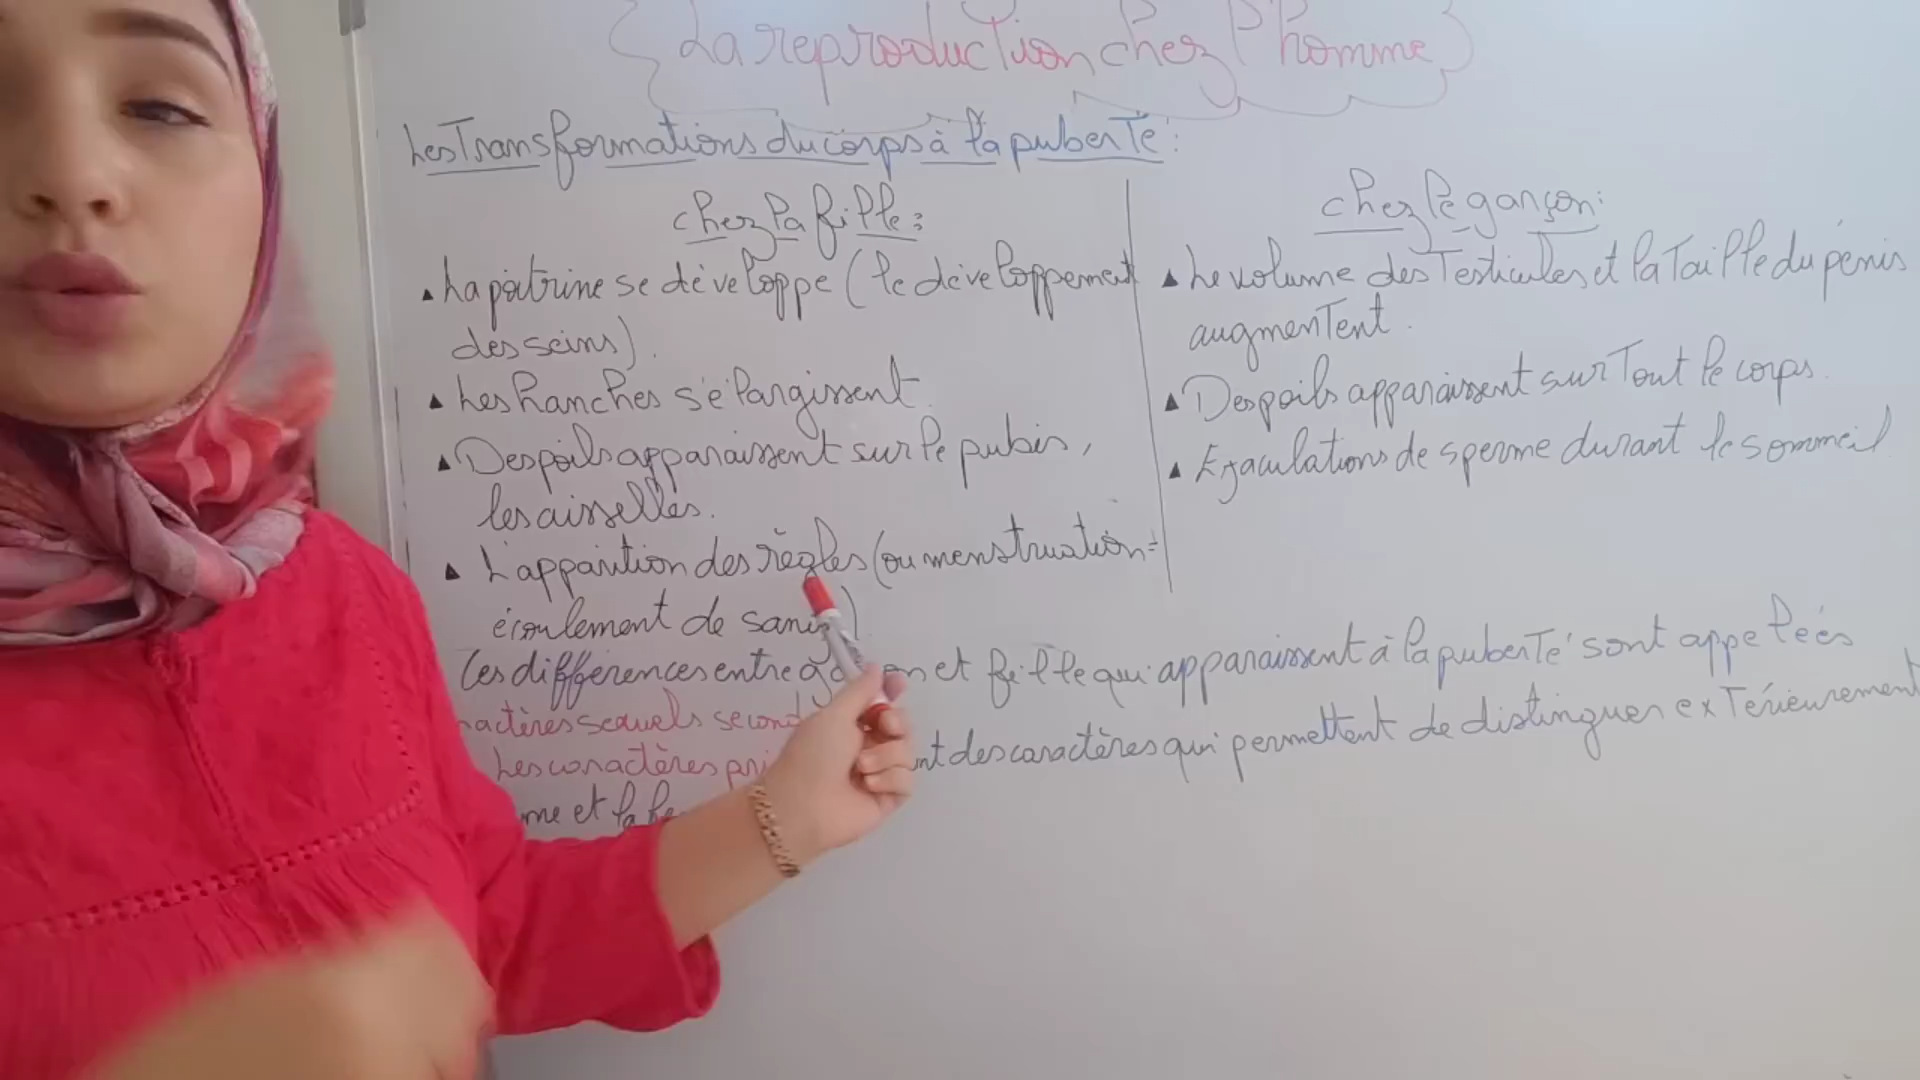 La reproduction chez l'homme
Les Transformations du corps à la puberté :
chez la fille :
▲ La poitrine se développe (le développement
des seins).
▲ Les hanches s'élargissent.
▲ Des poils apparaissent sur le pubis,
les aisselles.
▲ L'apparition des règles (ou menstruation =
écoulement de sang)
chez le garçon :
▲ Le volume des Testicules et la Taille du pénis
augmentent.
▲ Des poils apparaissent sur Tout le corps.
▲ Ejaculations de sperme durant le sommeil
Les différences entre et fille qui apparaissent à la puberté sont appelées
sexuels
Les caractères des caractères qui permettent de distinguer extérieurement
et la